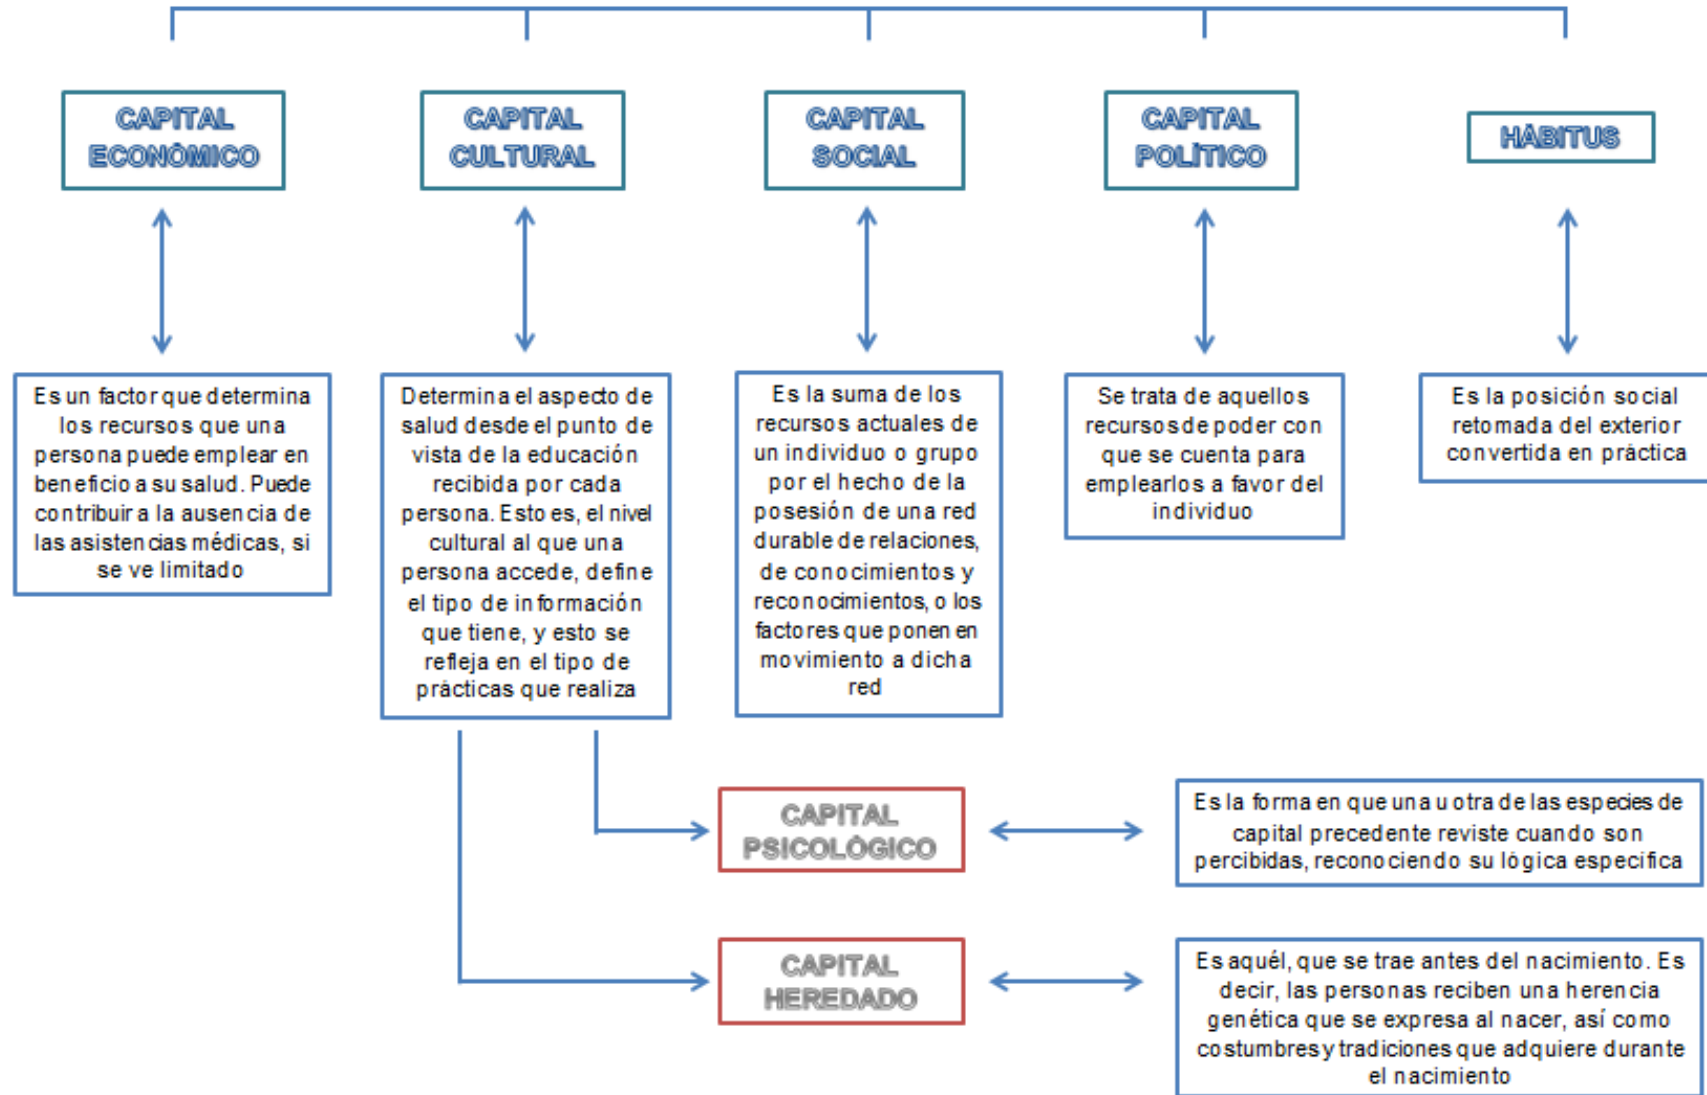 CAPITAL
ECONÓMICO
CAPITAL
CULTURAL
CAPITAL
SOCIAL
CAPITAL
POLÍTICO
HÁBITUS
Es un factor que determina
los recursos que una
persona puede emplear en
beneficio a su salud. Puede
contribuir a la ausencia de
las asistencias médicas, si
se ve limitado
Determina el aspecto de
salud desde el punto de
vista de la educación
recibida por cada
persona. Esto es, el nivel
cultural al que una
persona accede, define
el tipo de información
que tiene, y esto se
refleja en el tipo de
prácticas que realiza
Es la suma de los
recursos actuales de
un individuo o grupo
por el hecho de la
posesión de una red
durable de relaciones,
de conocimientos y
reconocimientos, o los
factores que ponen en
movimiento a dicha
red
Se trata de aquellos
recursos de poder con
que se cuenta para
emplearlos a favor del
individuo
Es la posición social
retomada del exterior
convertida en práctica
CAPITAL
PSICOLÓGICO
Es la forma en que una u otra de las especies de
capital precedente reviste cuando son
percibidas, reconociendo su lógica específica
CAPITAL
HEREDADO
Es aquél, que se trae antes del nacimiento. Es
decir, las personas reciben una herencia
genética que se expresa al nacer, así como
costumbres y tradiciones que adquiere durante
el nacimiento